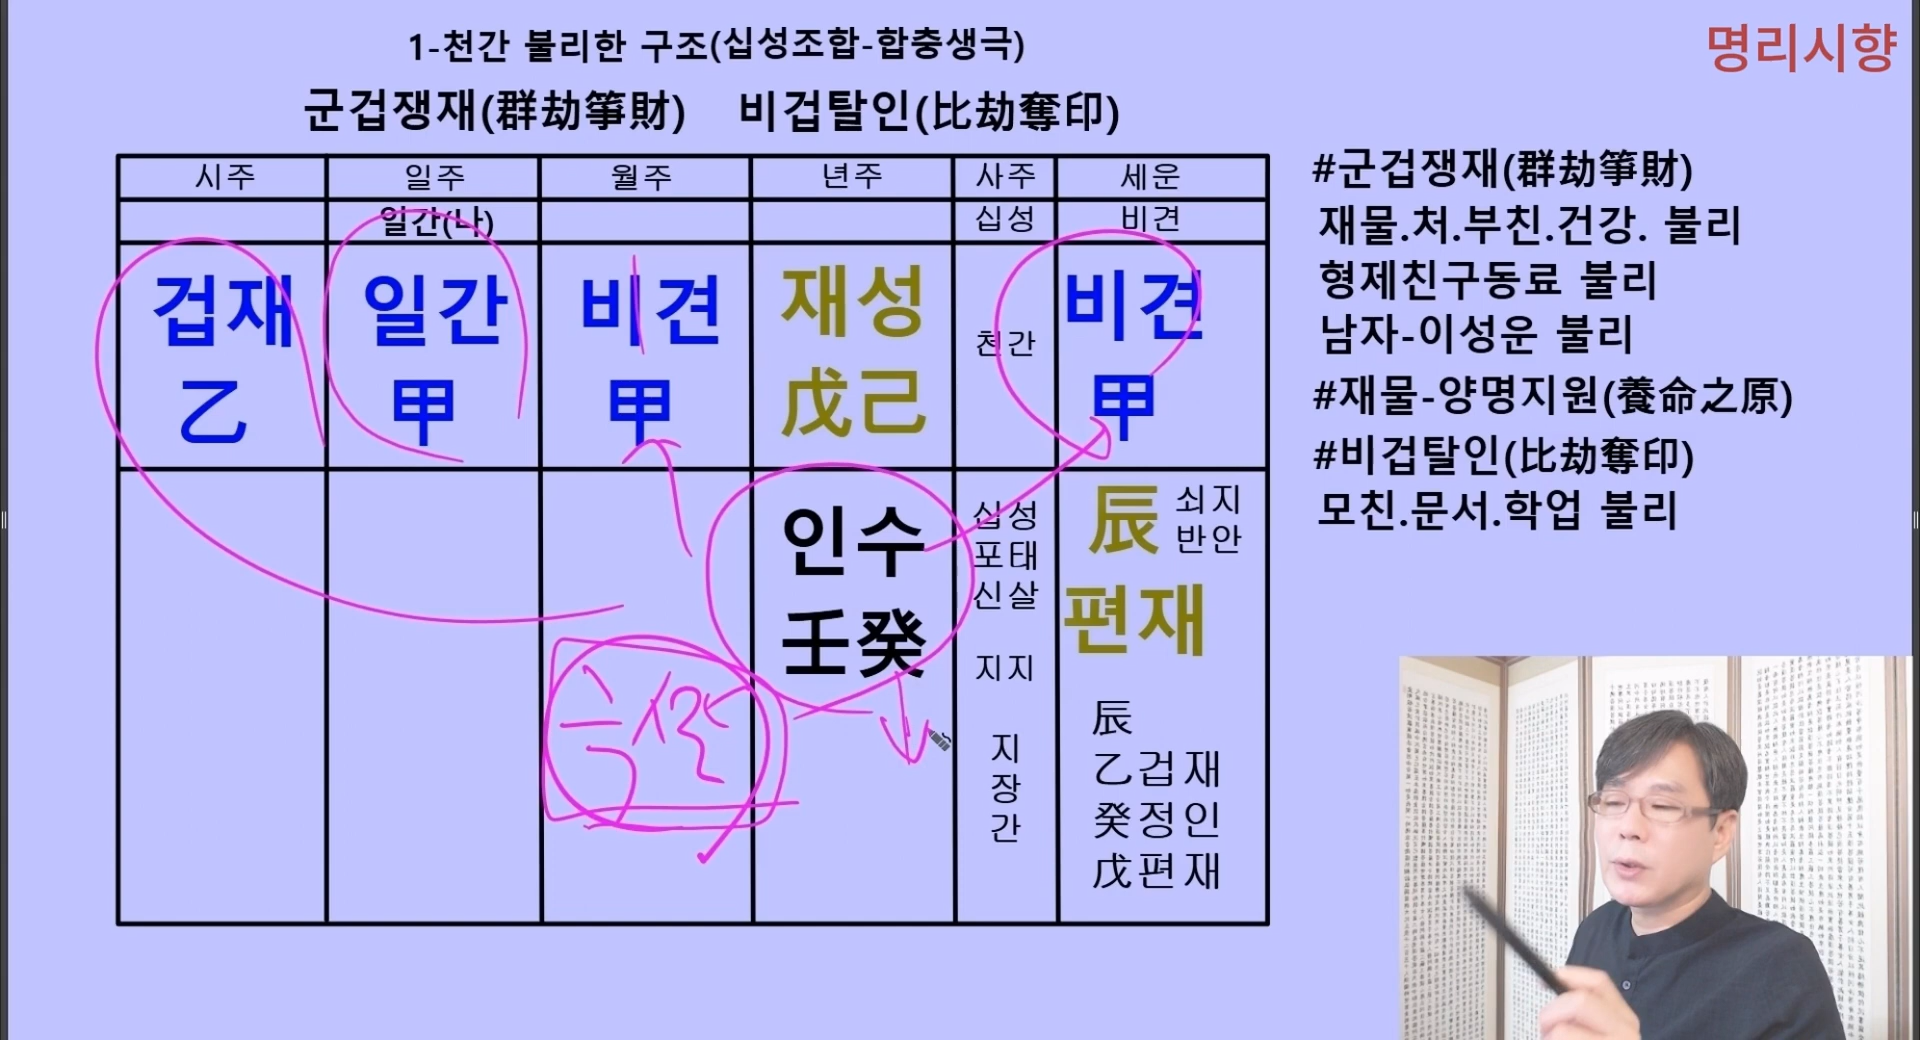 1-천간 불리한 구조(십성조합-합충생극)
명리시향
군겁쟁재(群劫箏財) 비겁탈인(比劫奪印)
시주 일주 월주 년주 사주 세운
일간(나) 십성 비견
겁재 일간 비견 재성 천간 비견
乙 甲 甲 戊己 甲
인수
壬癸
십성
포태
신살
지지
지
장
간
辰 쇠지
반안
편재
辰
乙겁재
癸정인
戊편재
#군겁쟁재(群劫箏財)
재물.처.부친.건강. 불리
형제친구동료 불리
남자-이성운 불리
#재물-양명지원(養命之原)
#비겁탈인(比劫奪印)
모친.문서.학업 불리